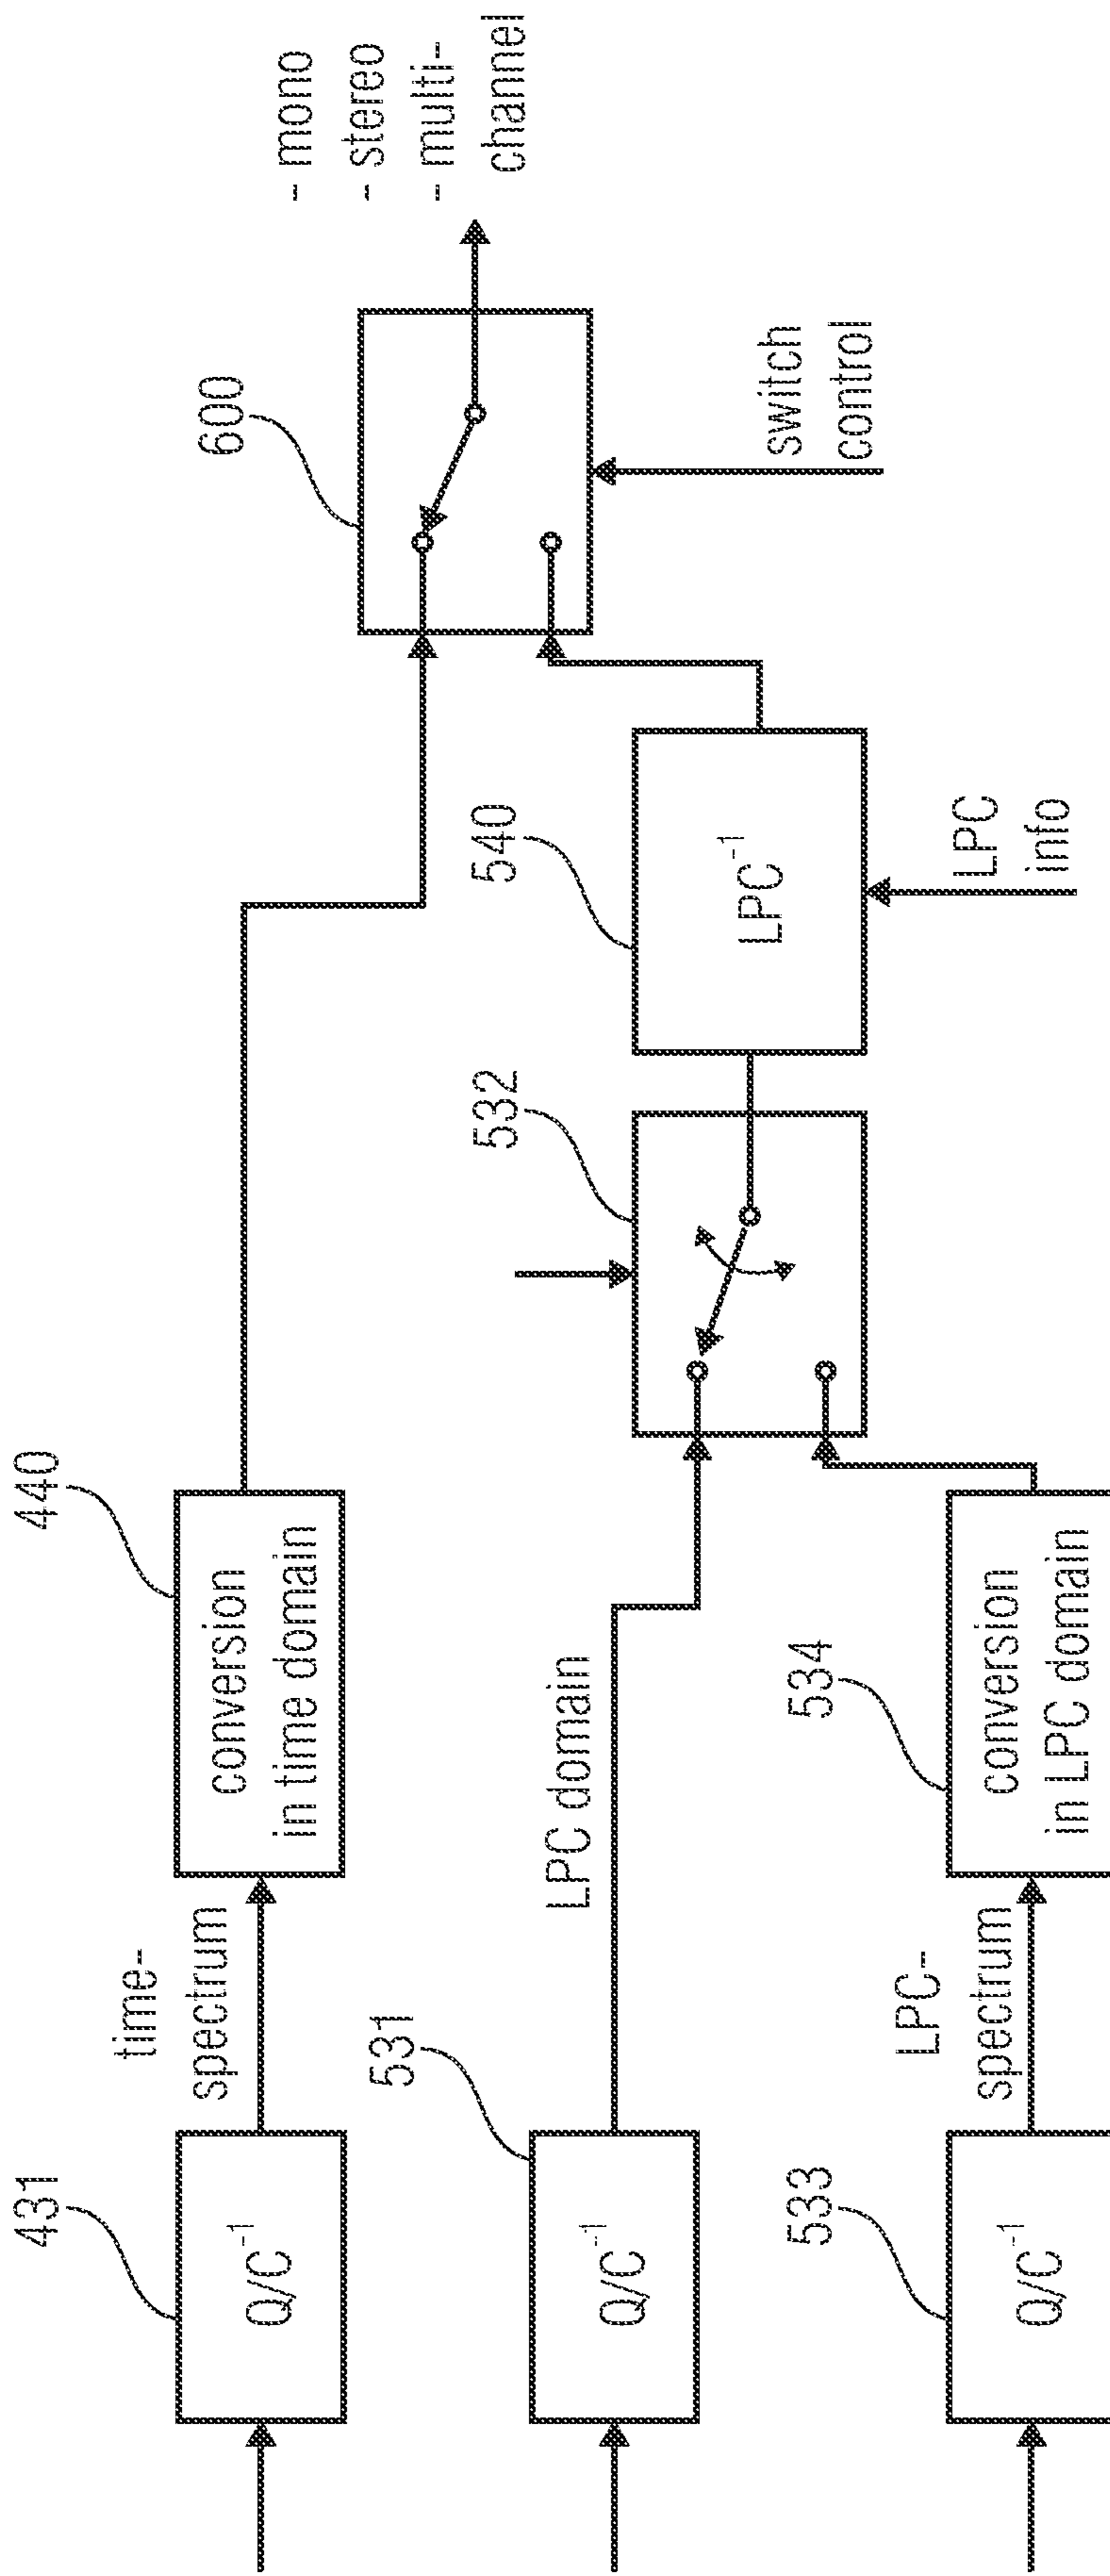 431
Q/C⁻¹
time-
spectrum
440
conversion
in time domain
600
- mono
- stereo
- multi-
channel
switch
control
531
Q/C⁻¹
LPC domain
532
540
LPC⁻¹
LPC
info
533
Q/C⁻¹
LPC-
spectrum
534
conversion
in LPC domain